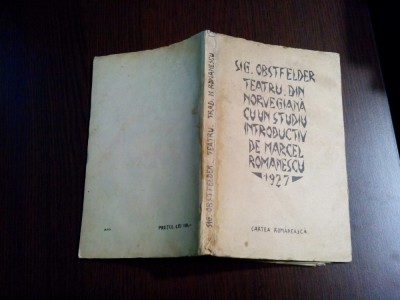 SIG. OBSTFELDER
TEATRU. DIN
NORVEGIANĂ
CU UN STUDIU
INTRODUCTIV
DE MARCEL
ROMANESCU
1927
CARTEA ROMÂNEASCĂ
SIG. OBSTFELDER TEATRU. TRAD. M. ROMANESCU
PREȚUL LEI